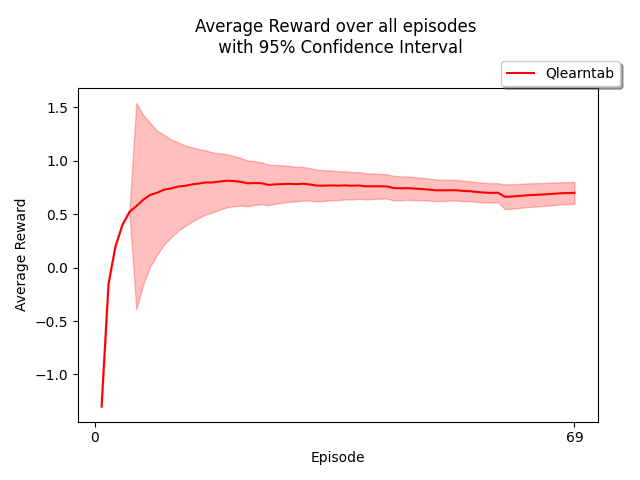 Average Reward over all episodes
with 95% Confidence Interval
Qlearntab
1.5
1.0
0.5
0.0
−0.5
−1.0
Average Reward
0
69
Episode